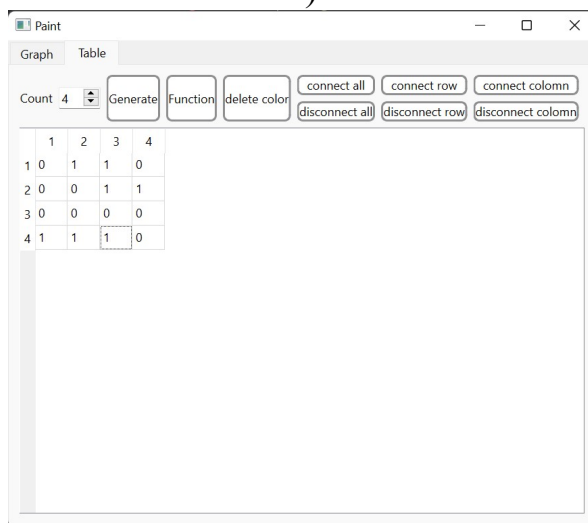 )
Paint
Graph Table
Count 4 Generate Function delete color connect all connect row connect colomn
disconnect all disconnect row disconnect colomn
1 2 3 4
1 0 1 1 0
2 0 0 1 1
3 0 0 0 0
4 1 1 1 0